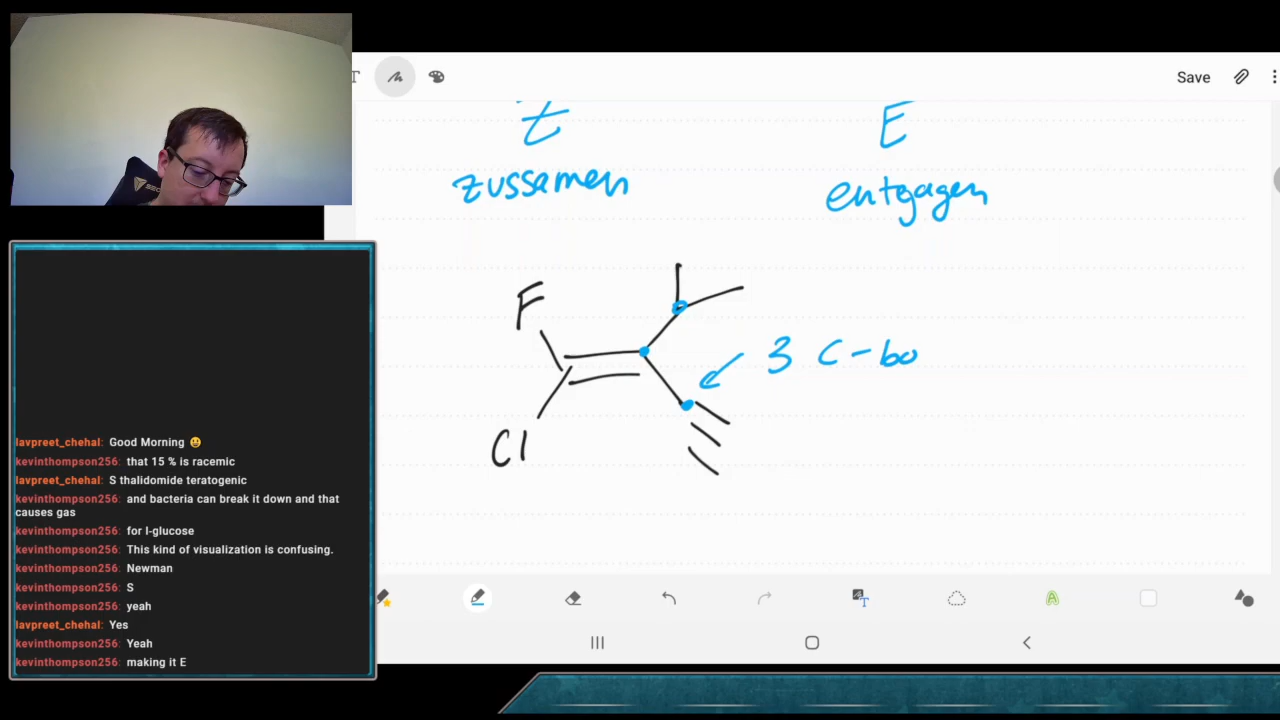 T
Save
Z
E
zussamen
entgagen
F
3 C-bo
Cl
lavpreet_chehal: Good Morning 😃
kevinthompson256: that 15 % is racemic
lavpreet_chehal: S thalidomide teratogenic
kevinthompson256: and bacteria can break it down and that
causes gas
kevinthompson256: for l-glucose
kevinthompson256: This kind of visualization is confusing.
kevinthompson256: Newman
kevinthompson256: S
kevinthompson256: yeah
lavpreet_chehal: Yes
kevinthompson256: Yeah
kevinthompson256: making it E